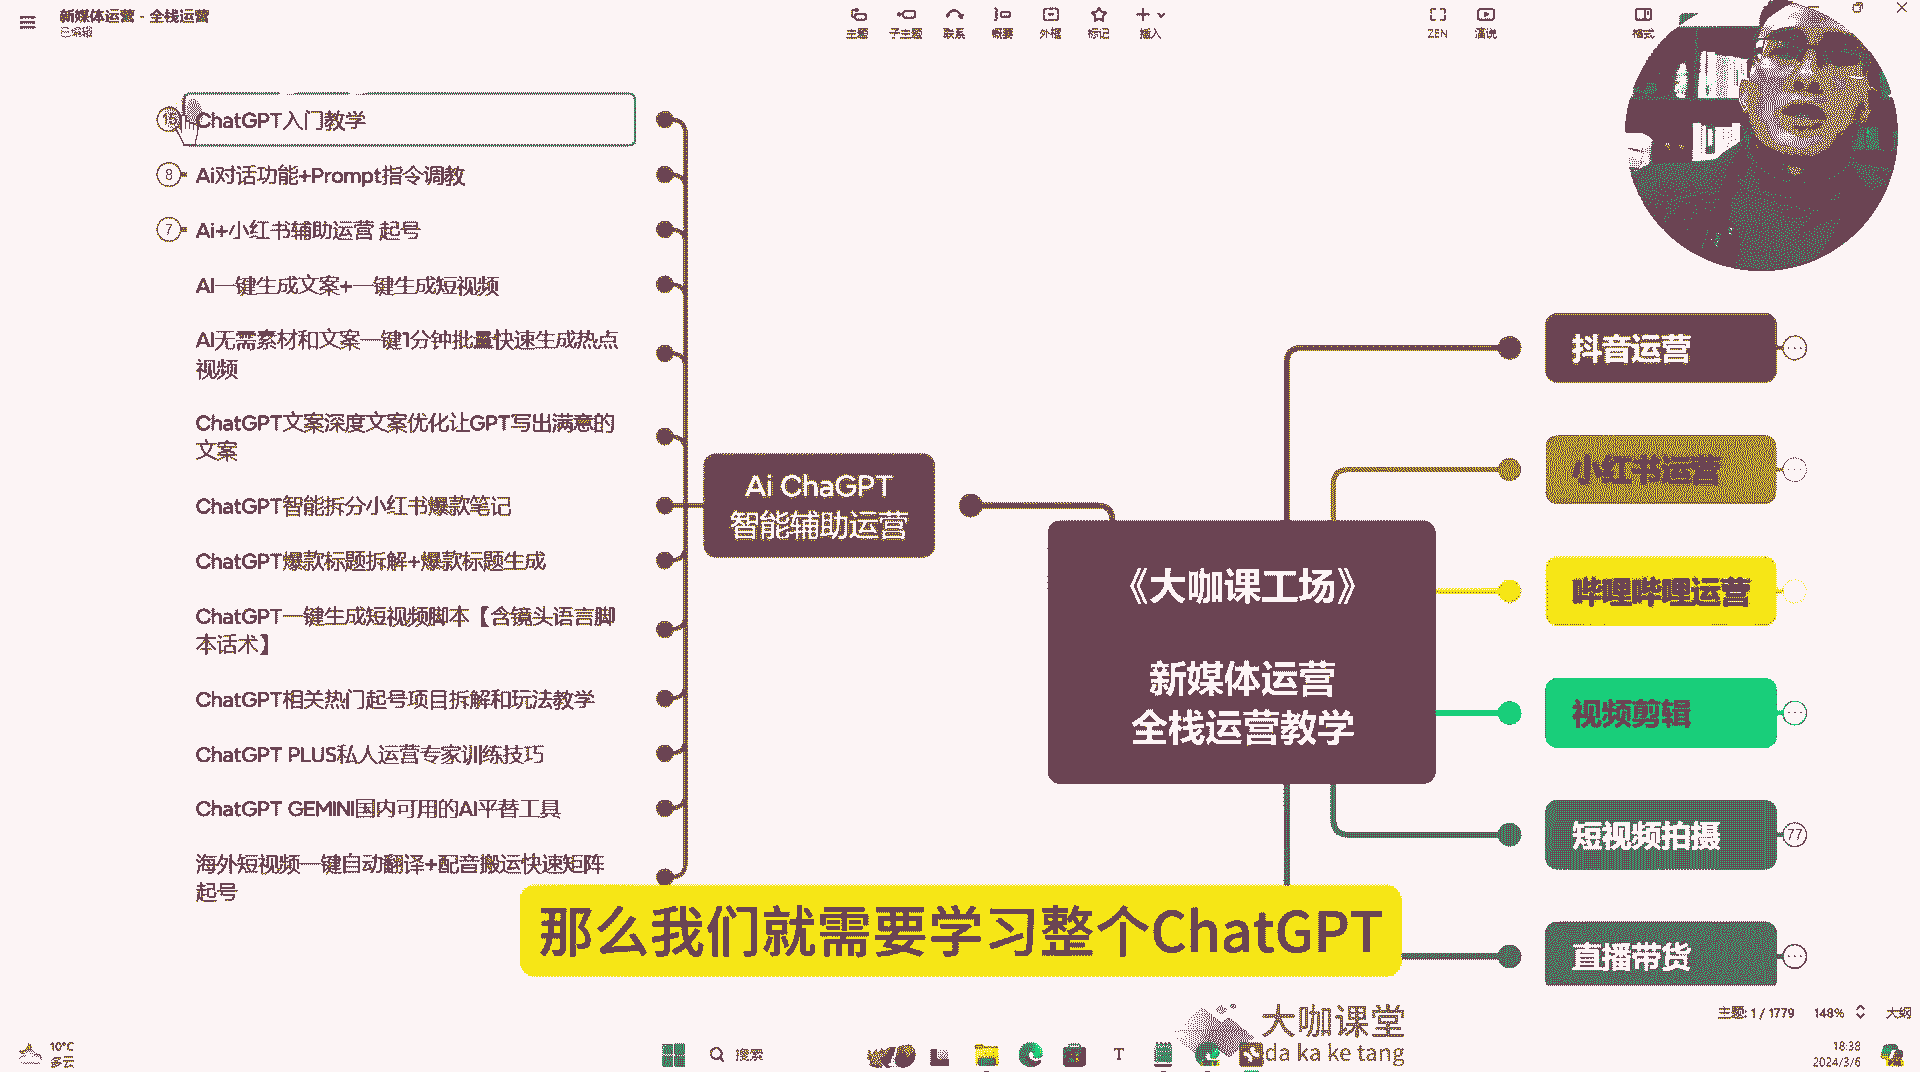 新媒体运营 - 全栈运营
已编辑
主题
子主题
联系
概要
外框
标记
插入
ZEN
演说
格式
ChatGPT入门教学
8
Ai对话功能+Prompt指令调教
7
Ai+小红书辅助运营 起号
AI一键生成文案+一键生成短视频
AI无需素材和文案一键1分钟批量快速生成热点
视频
ChatGPT文案深度文案优化让GPT写出满意的
文案
ChatGPT智能拆分小红书爆款笔记
ChatGPT爆款标题拆解+爆款标题生成
ChatGPT一键生成短视频脚本【含镜头语言脚
本话术】
ChatGPT相关热门起号项目拆解和玩法教学
ChatGPT PLUS私人运营专家训练技巧
ChatGPT GEMINI国内可用的AI平替工具
海外短视频一键自动翻译+配音搬运快速矩阵
起号
Ai ChaGPT
智能辅助运营
《大咖课工场》
新媒体运营
全栈运营教学
抖音运营
小红书运营
哔哩哔哩运营
视频剪辑
短视频拍摄
77
直播带货
那么我们就需要学习整个ChatGPT
大咖课堂
da ka ke tang
主题: 1 / 1779
148%
大纲
10°C
多云
搜索
18:38
2024/3/6